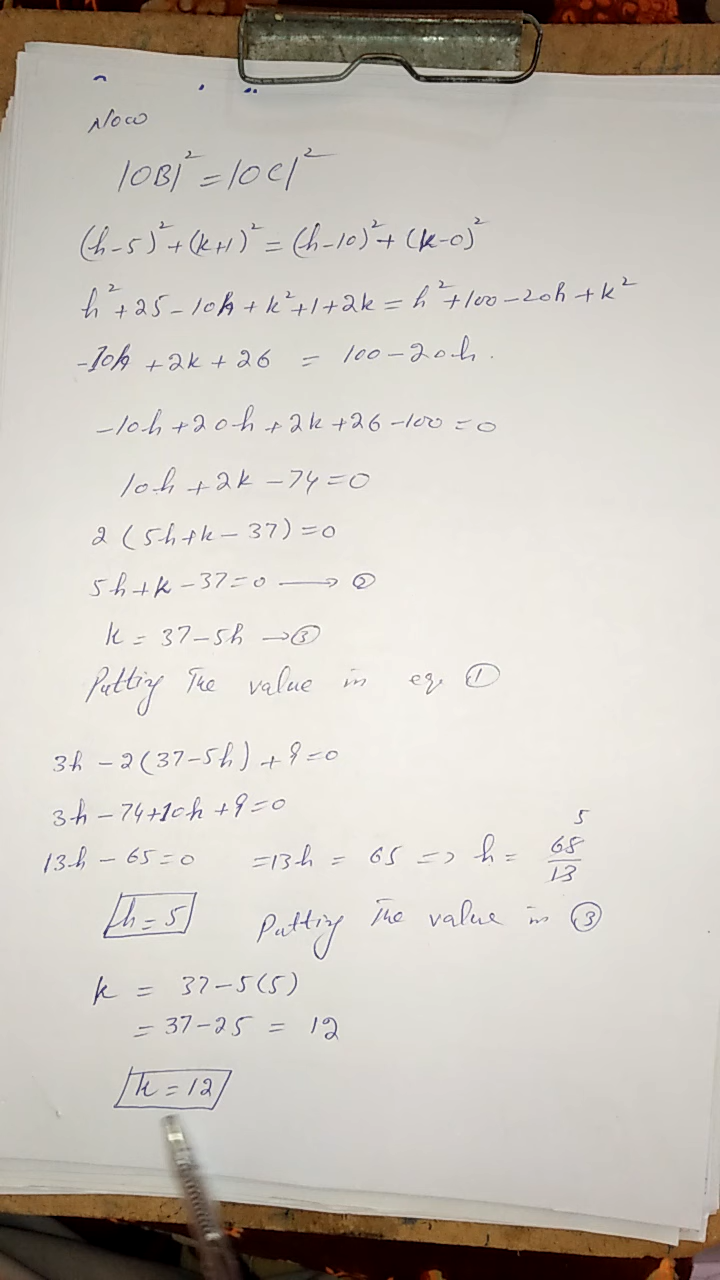 Now
|OB|² = |OC|²
(h-5)² + (k+1)² = (h-10)² + (k-0)²
h² + 25 - 10h + k² + 1 + 2k = h² + 100 - 20h + k²
-10h + 2k + 26 = 100 - 20h.
-10h + 20h + 2k + 26 - 100 = 0
10h + 2k - 74 = 0
2(5h + k - 37) = 0
5h + k - 37 = 0 → ②
k = 37 - 5h → ③
Putting The value in eq. ①
3h - 2(37 - 5h) + 9 = 0
3h - 74 + 10h + 9 = 0
13h - 65 = 0 = 13h = 65 => h = 65/13 5
h = 5 Putting The value in ③
k = 37 - 5(5)
= 37 - 25 = 12
k = 12